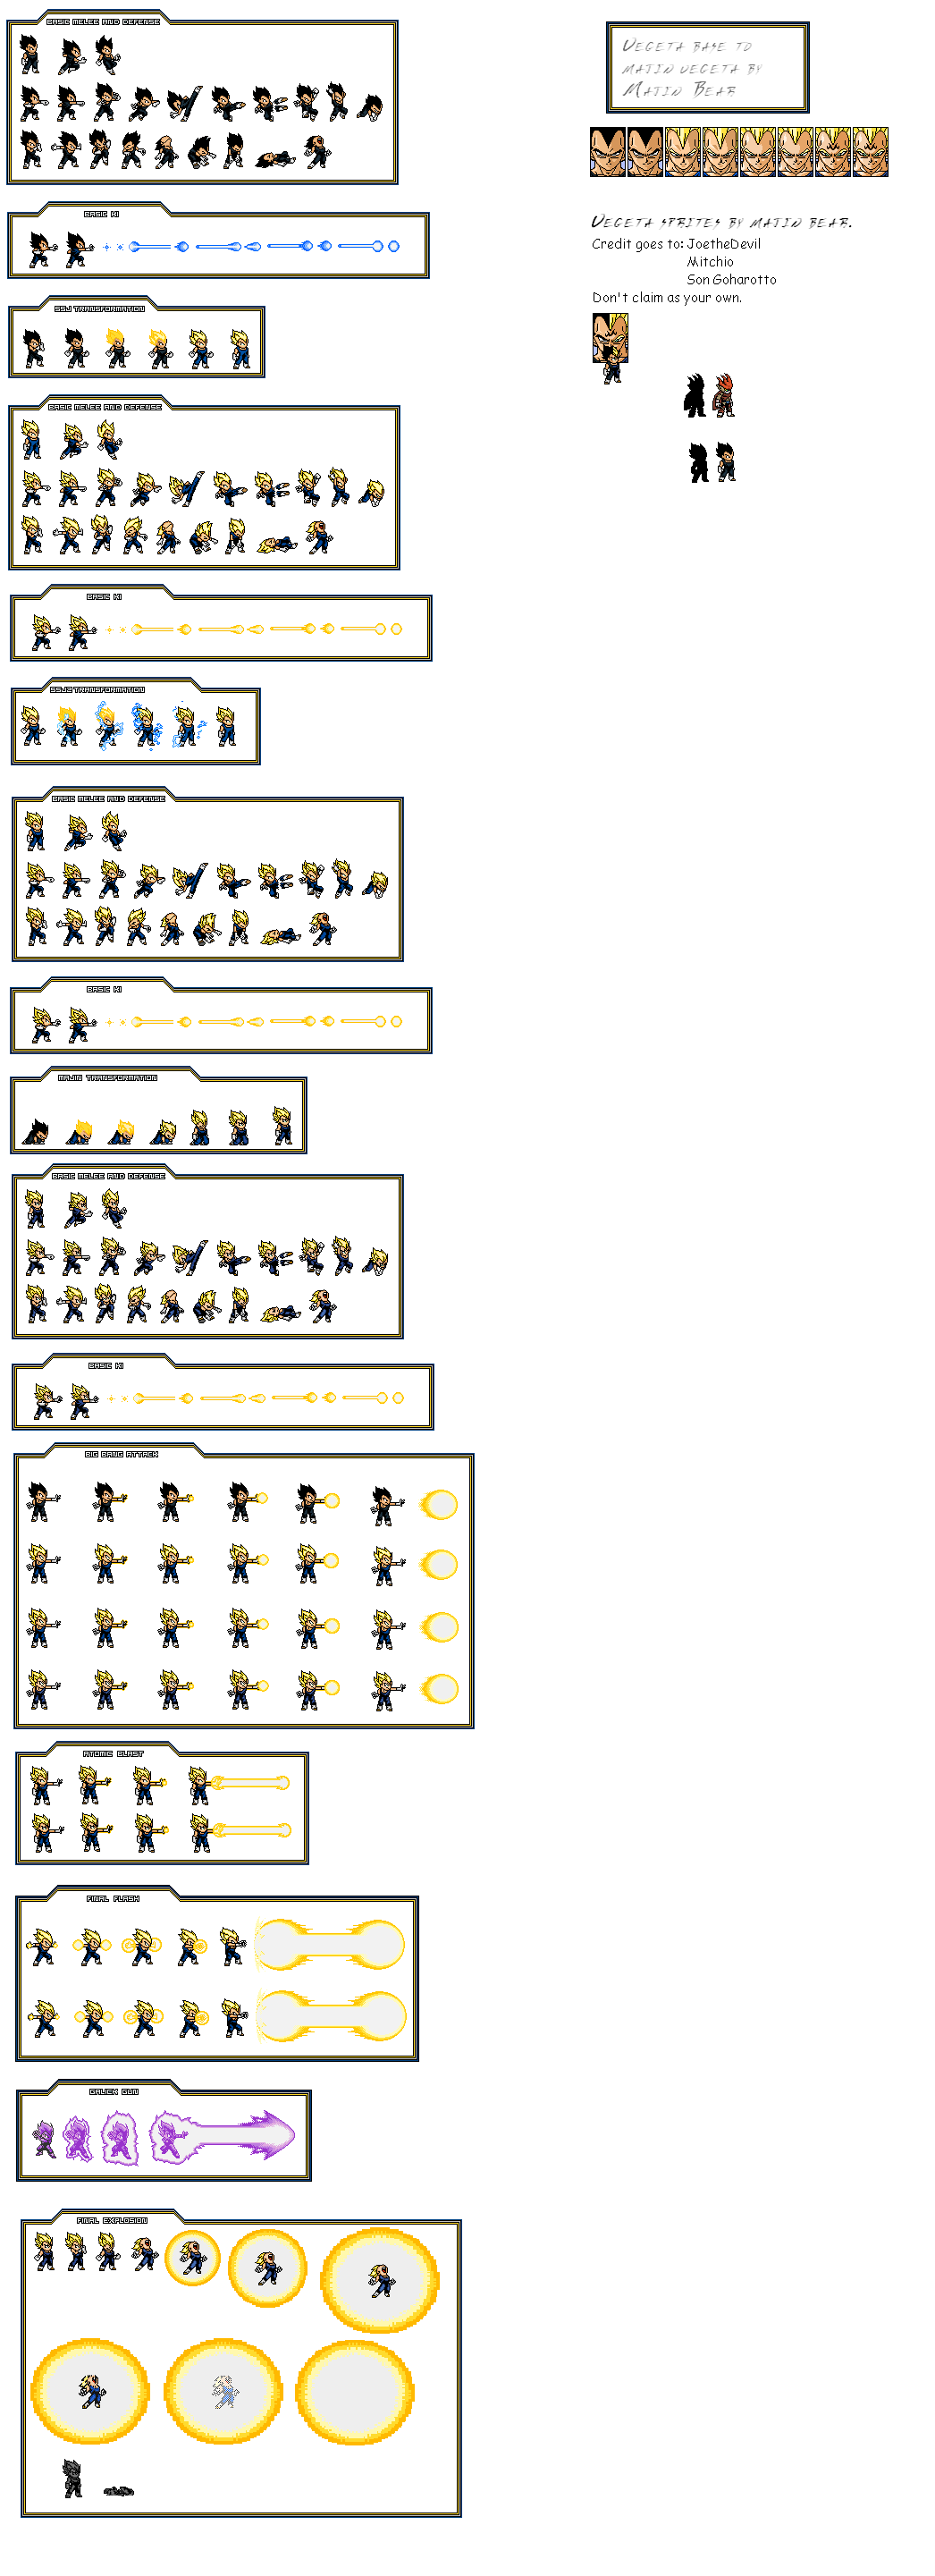 BASIC MELEE AND DEFENSE
BASIC KI
SSJ TRANSFORMATION
BASIC MELEE AND DEFENSE
BASIC KI
SSJ2 TRANSFORMATION
BASIC MELEE AND DEFENSE
BASIC KI
MAJIN TRANSFORMATION
BASIC MELEE AND DEFENSE
BASIC KI
BIG BANG ATTACK
ATOMIC BLAST
FINAL FLASH
GALICK GUN
FINAL EXPLOSION
Vegeta base to
majin vegeta by
Majin Bear
Vegeta sprites by majin bear.
Credit goes to: JoetheDevil
Mitchio
Son Goharotto
Don't claim as your own.